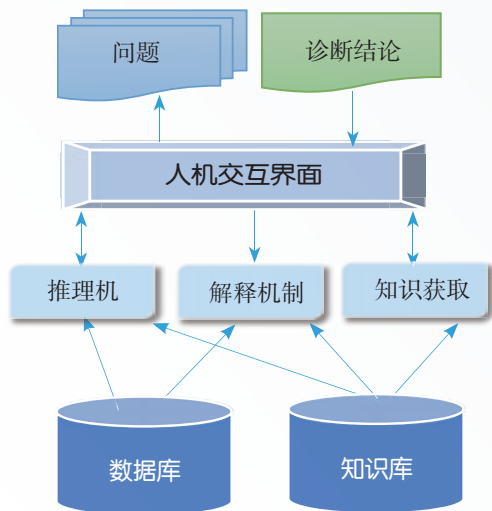 问题
诊断结论
人机交互界面
推理机
解释机制
知识获取
数据库
知识库